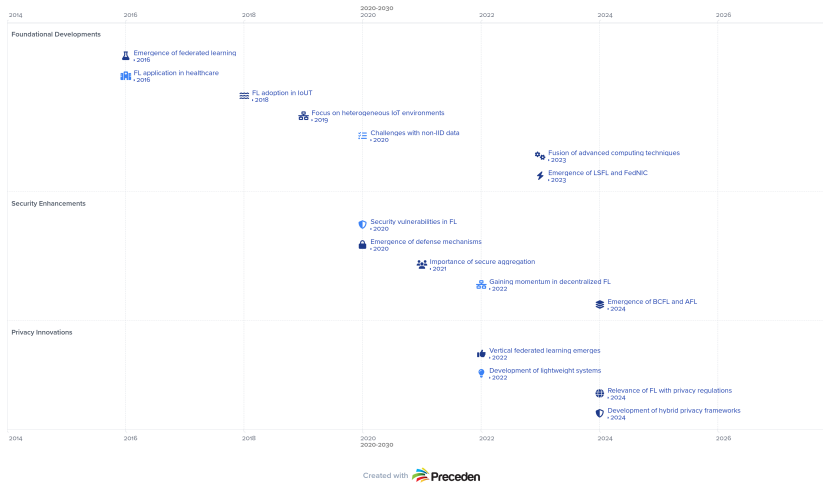 2020-2030
2014 2016 2018 2020 2022 2024 2026
Foundational Developments
Emergence of federated learning
• 2016
FL application in healthcare
• 2016
FL adoption in IoUT
• 2018
Focus on heterogeneous IoT environments
• 2019
Challenges with non-IID data
• 2020
Fusion of advanced computing techniques
• 2023
Emergence of LSFL and FedNIC
• 2023
Security Enhancements
Security vulnerabilities in FL
• 2020
Emergence of defense mechanisms
• 2020
Importance of secure aggregation
• 2021
Gaining momentum in decentralized FL
• 2022
Emergence of BCFL and AFL
• 2024
Privacy Innovations
Vertical federated learning emerges
• 2022
Development of lightweight systems
• 2022
Relevance of FL with privacy regulations
• 2024
Development of hybrid privacy frameworks
• 2024
2014 2016 2018 2020 2022 2024 2026
2020-2030
Created with Preceden